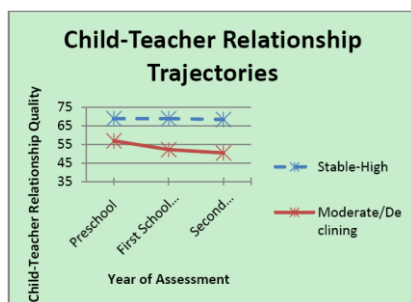 Child-Teacher Relationship
Trajectories
Child-Teacher Relationship Quality
75
65
55
45
35
Preschool
First School...
Second...
Year of Assessment
Stable-High
Moderate/De
clining